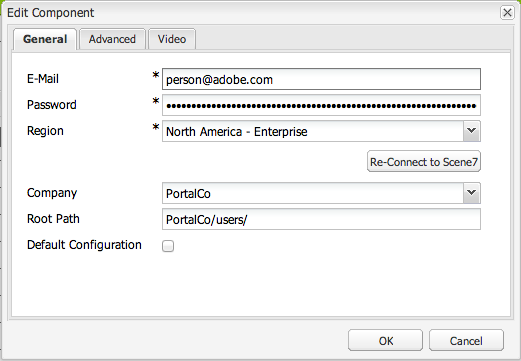 Edit Component
General Advanced Video
E-Mail * person@adobe.com
Password * ••••••••••••••••••••••••••••••••••••••••••••••••••••••••••••••
Region * North America - Enterprise
Re-Connect to Scene7
Company PortalCo
Root Path PortalCo/users/
Default Configuration
OK Cancel